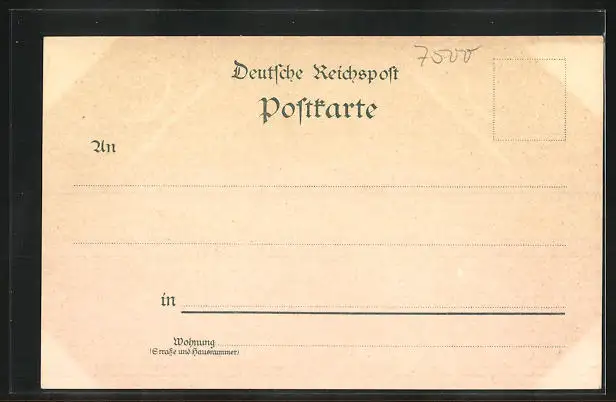 7500
Deutsche Reichspost
Postkarte
An
in
Wohnung
(Straße und Hausnummer)